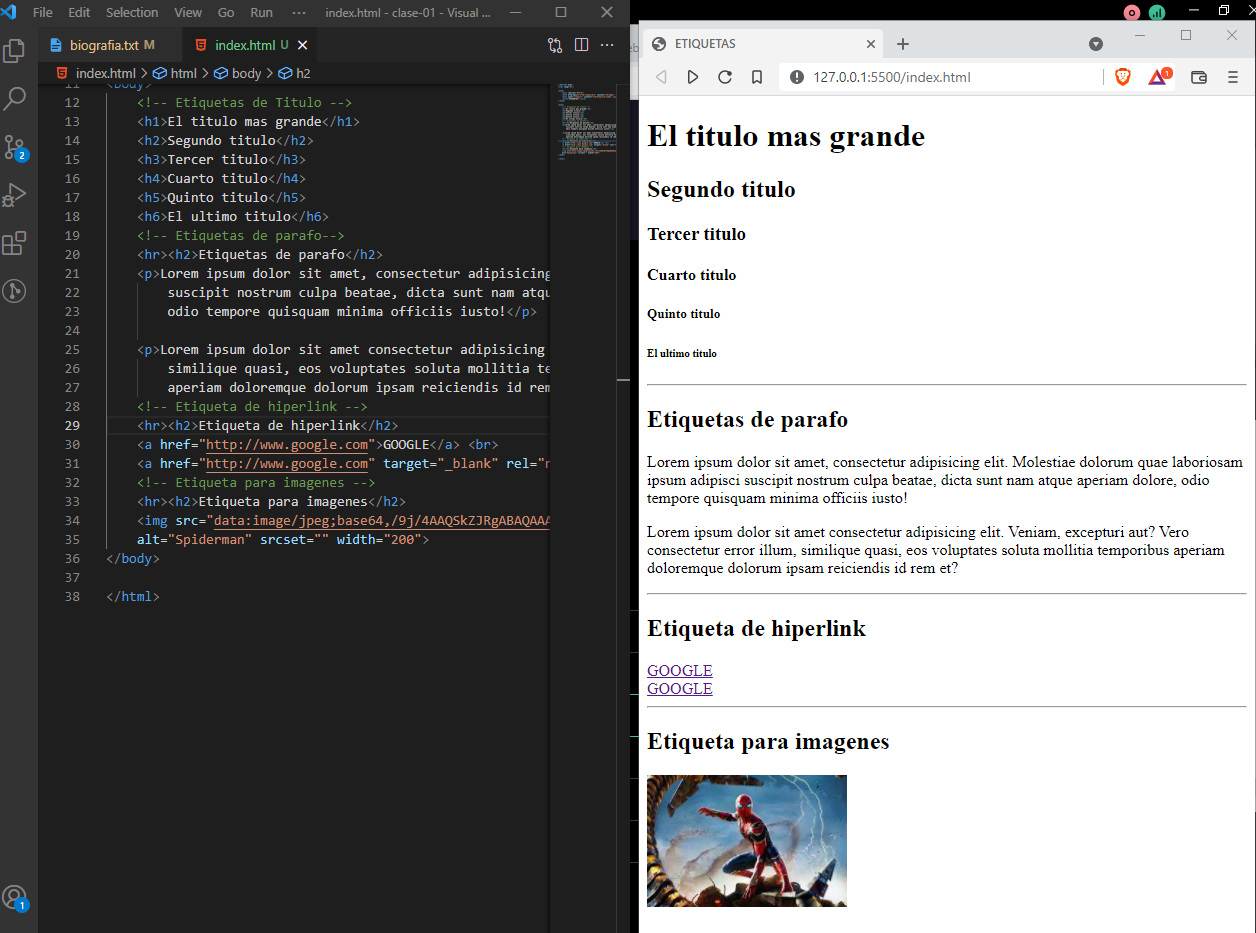 File Edit Selection View Go Run ··· index.html - clase-01 - Visual ...
biografia.txt M
index.html U
index.html > html > body > h2
11 <body>
12 <!-- Etiquetas de Titulo -->
13 <h1>El titulo mas grande</h1>
14 <h2>Segundo titulo</h2>
15 <h3>Tercer titulo</h3>
16 <h4>Cuarto titulo</h4>
17 <h5>Quinto titulo</h5>
18 <h6>El ultimo titulo</h6>
19 <!-- Etiquetas de parafo-->
20 <hr><h2>Etiquetas de parafo</h2>
21 <p>Lorem ipsum dolor sit amet, consectetur adipisicing
22 suscipit nostrum culpa beatae, dicta sunt nam atqu
23 odio tempore quisquam minima officiis iusto!</p>
24
25 <p>Lorem ipsum dolor sit amet consectetur adipisicing
26 similique quasi, eos voluptates soluta mollitia te
27 aperiam doloremque dolorum ipsam reiciendis id rem
28 <!-- Etiqueta de hiperlink -->
29 <hr><h2>Etiqueta de hiperlink</h2>
30 <a href="http://www.google.com">GOOGLE</a> <br>
31 <a href="http://www.google.com" target="_blank" rel="n
32 <!-- Etiqueta para imagenes -->
33 <hr><h2>Etiqueta para imagenes</h2>
34 <img src="data:image/jpeg;base64,/9j/4AAQSkZJRgABAQAAA
35 alt="Spiderman" srcset="" width="200">
36 </body>
37
38 </html>
2
1
ETIQUETAS
127.0.0.1:5500/index.html
1
El titulo mas grande
Segundo titulo
Tercer titulo
Cuarto titulo
Quinto titulo
El ultimo titulo
Etiquetas de parafo
Lorem ipsum dolor sit amet, consectetur adipisicing elit. Molestiae dolorum quae laboriosam
ipsum adipisci suscipit nostrum culpa beatae, dicta sunt nam atque aperiam dolore, odio
tempore quisquam minima officiis iusto!
Lorem ipsum dolor sit amet consectetur adipisicing elit. Veniam, excepturi aut? Vero
consectetur error illum, similique quasi, eos voluptates soluta mollitia temporibus aperiam
doloremque dolorum ipsam reiciendis id rem et?
Etiqueta de hiperlink
GOOGLE
GOOGLE
Etiqueta para imagenes